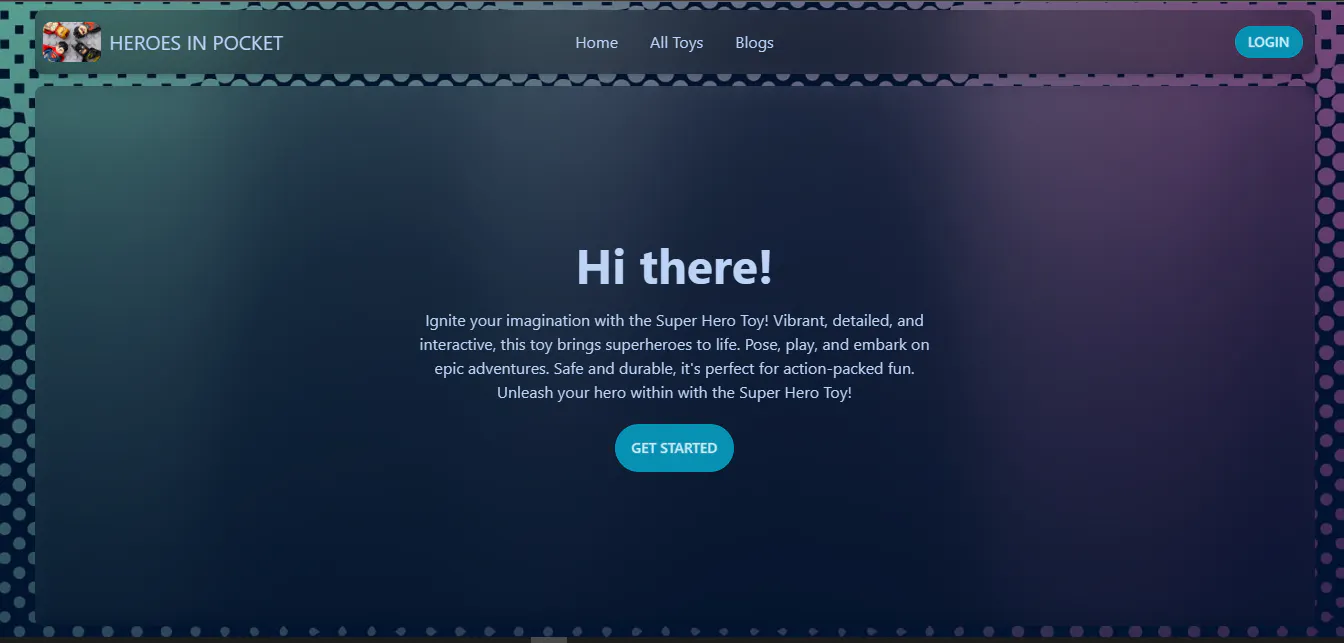 HEROES IN POCKET
Home
All Toys
Blogs
LOGIN
Hi there!
Ignite your imagination with the Super Hero Toy! Vibrant, detailed, and
interactive, this toy brings superheroes to life. Pose, play, and embark on
epic adventures. Safe and durable, it's perfect for action-packed fun.
Unleash your hero within with the Super Hero Toy!
GET STARTED